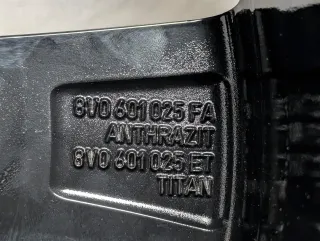 8V0 601 025 FA
ANTHRAZIT
8V0 601 025 ET
TITAN